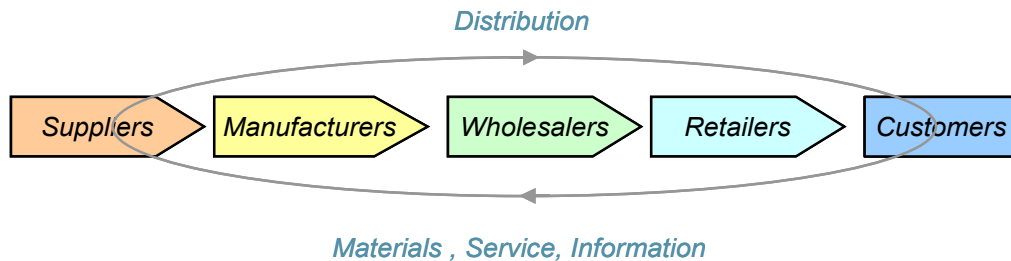 Distribution
Suppliers
Manufacturers
Wholesalers
Retailers
Customers
Materials , Service, Information